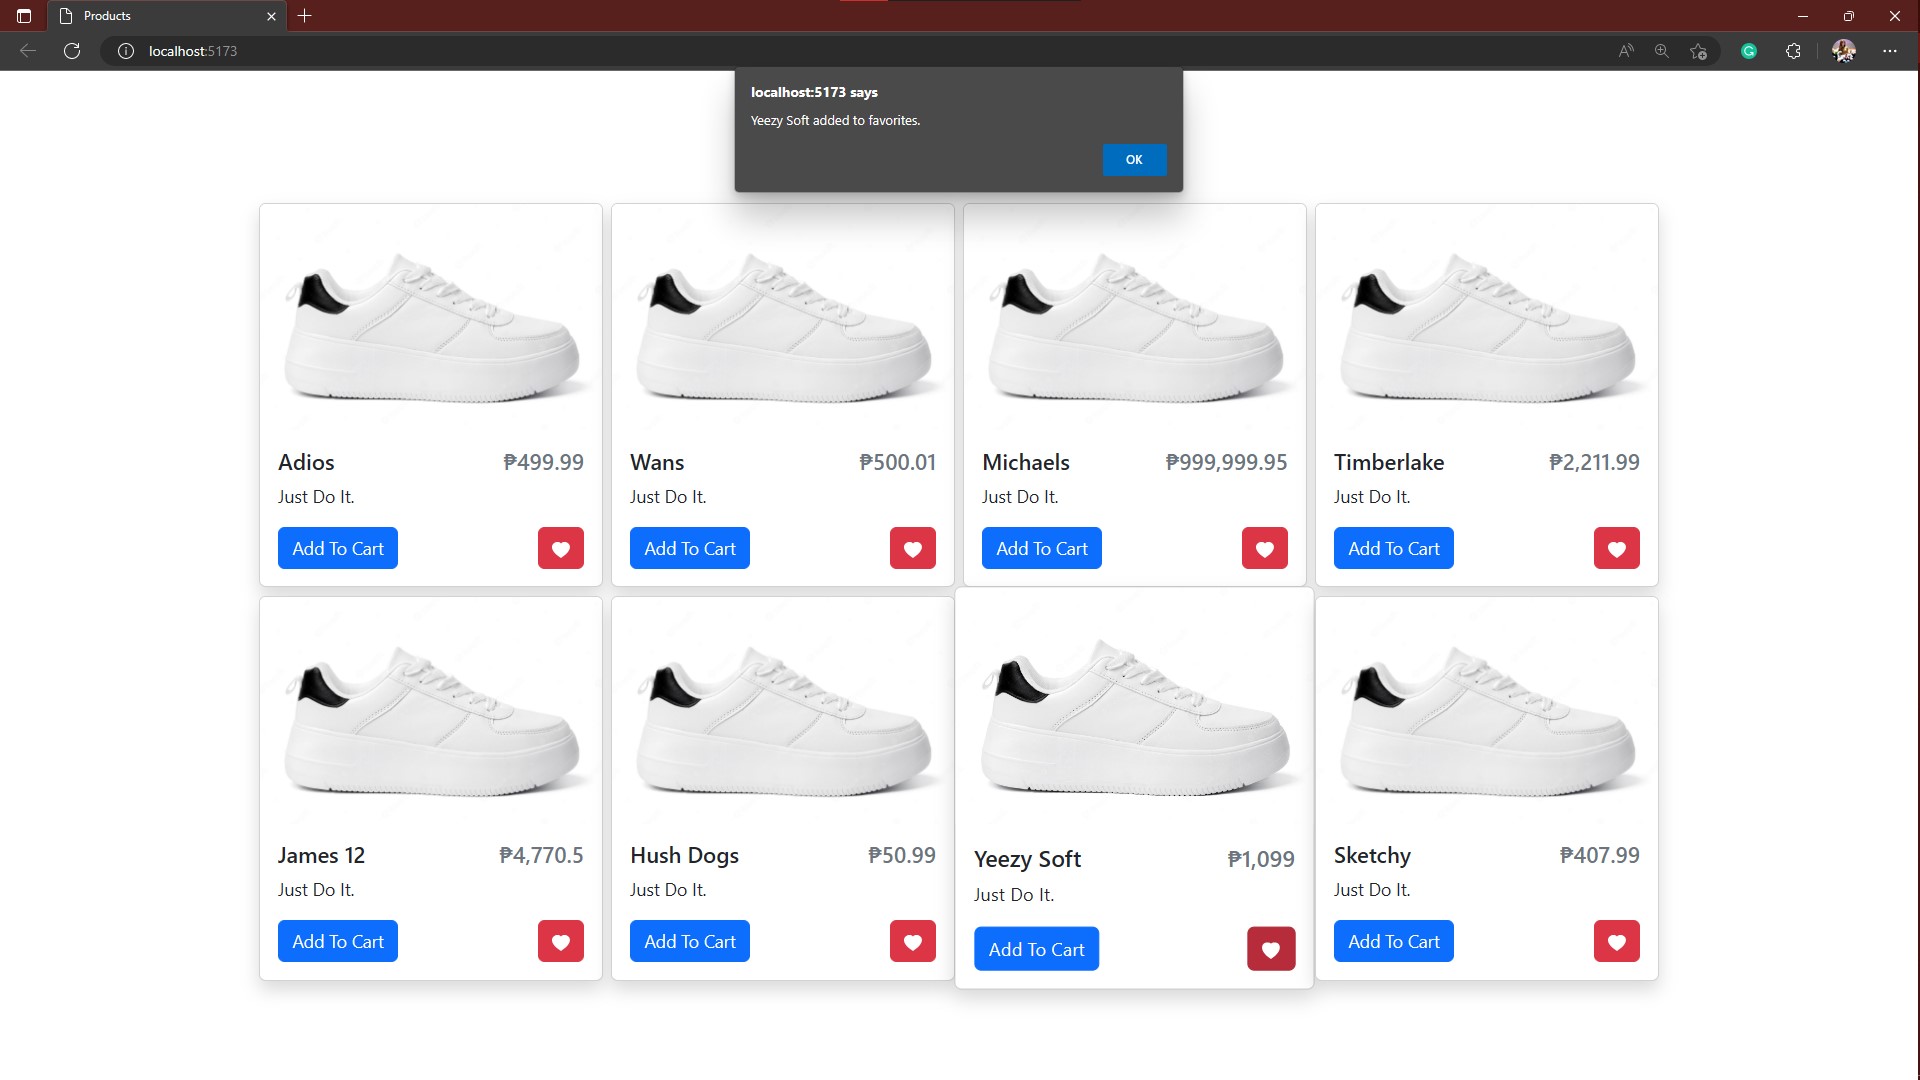 Products
localhost:5173
localhost:5173 says
Yeezy Soft added to favorites.
OK
Adios ₱499.99
Just Do It.
Add To Cart
Wans ₱500.01
Just Do It.
Add To Cart
Michaels ₱999,999.95
Just Do It.
Add To Cart
Timberlake ₱2,211.99
Just Do It.
Add To Cart
James 12 ₱4,770.5
Just Do It.
Add To Cart
Hush Dogs ₱50.99
Just Do It.
Add To Cart
Yeezy Soft ₱1,099
Just Do It.
Add To Cart
Sketchy ₱407.99
Just Do It.
Add To Cart